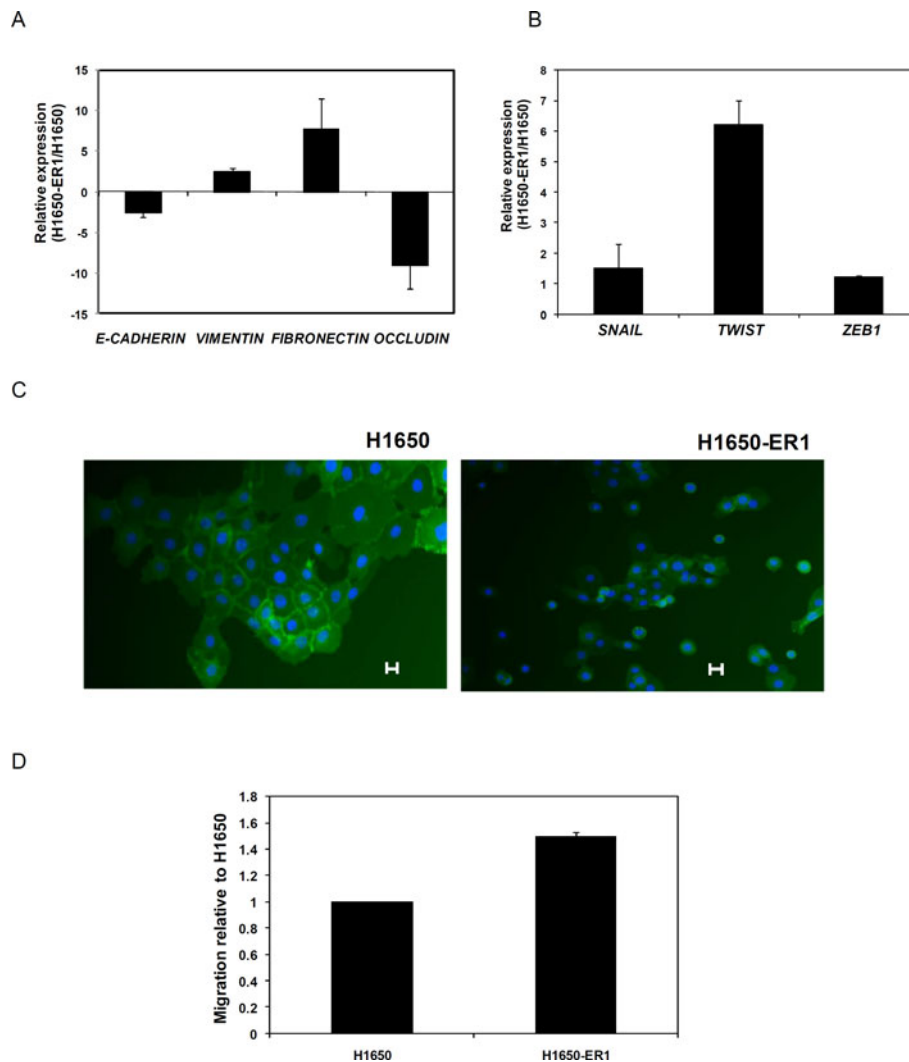 A
Relative expression
(H1650-ER1/H1650)
15
10
5
0
-5
-10
-15
E-CADHERIN VIMENTIN FIBRONECTIN OCCLUDIN
B
Relative expression
(H1650-ER1/H1650)
8
7
6
5
4
3
2
1
0
SNAIL TWIST ZEB1
C
H1650
H1650-ER1
D
Migration relative to H1650
1.8
1.6
1.4
1.2
1
0.8
0.6
0.4
0.2
0
H1650 H1650-ER1